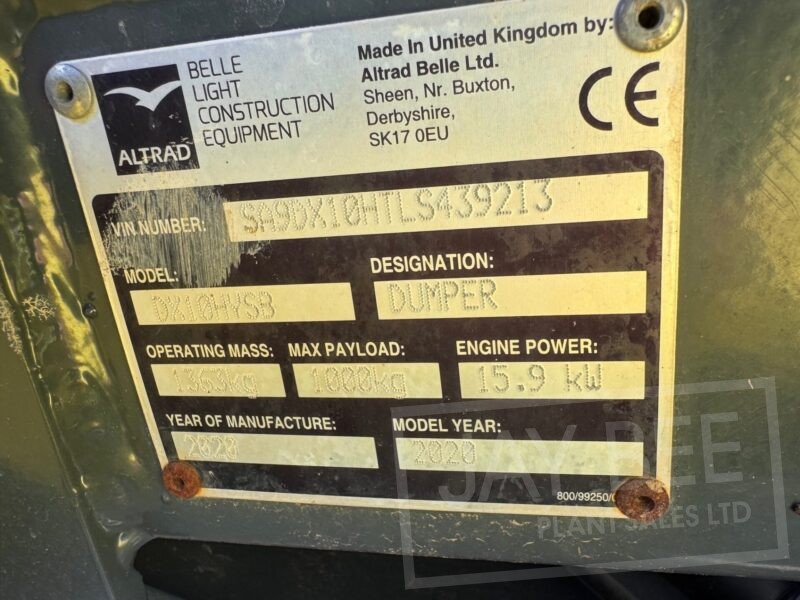 ALTRAD
BELLE
LIGHT
CONSTRUCTION
EQUIPMENT
Made In United Kingdom by:
Altrad Belle Ltd.
Sheen, Nr. Buxton,
Derbyshire,
SK17 0EU
CE
VIN NUMBER: SA9DX10HTLS439213
MODEL:
DX10HYSB
DESIGNATION:
DUMPER
OPERATING MASS: MAX PAYLOAD: ENGINE POWER:
1363kg 1000kg 15.9 kW
YEAR OF MANUFACTURE: MODEL YEAR:
2020 2020
JAY DEE
PLANT SALES LTD